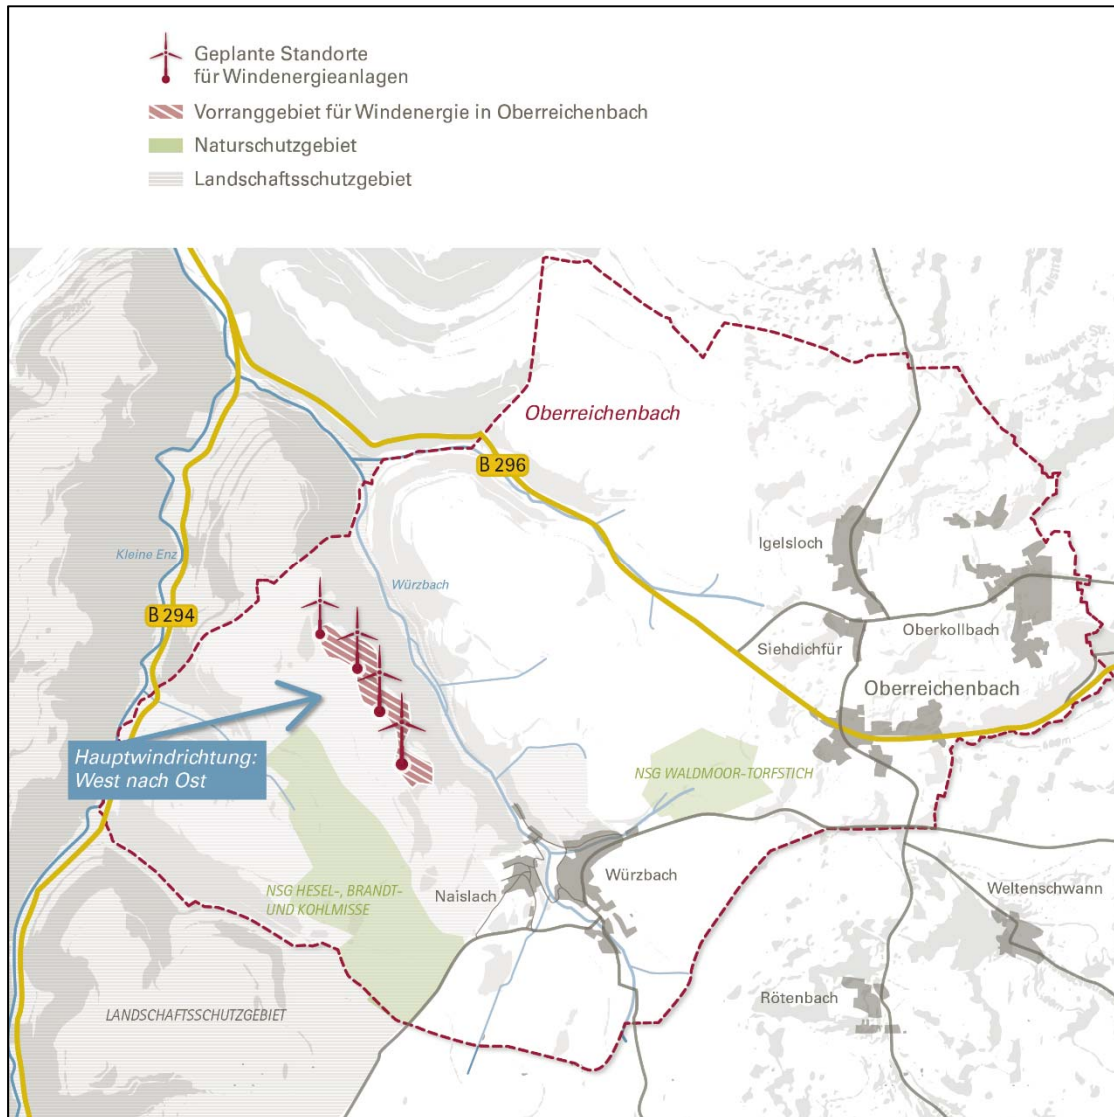 Geplante Standorte
für Windenergieanlagen
Vorranggebiet für Windenergie in Oberreichenbach
Naturschutzgebiet
Landschaftsschutzgebiet
Oberreichenbach
B 296
Igelsloch
Kleine Enz
Würzbach
B 294
Oberkollbach
Siehdichfür
Oberreichenbach
Hauptwindrichtung:
West nach Ost
NSG WALDMOOR-TORFSTICH
NSG HESEL-, BRANDT-
UND KOHLMISSE
Naislach
Würzbach
Weltenschwann
Rötenbach
LANDSCHAFTSSCHUTZGEBIET